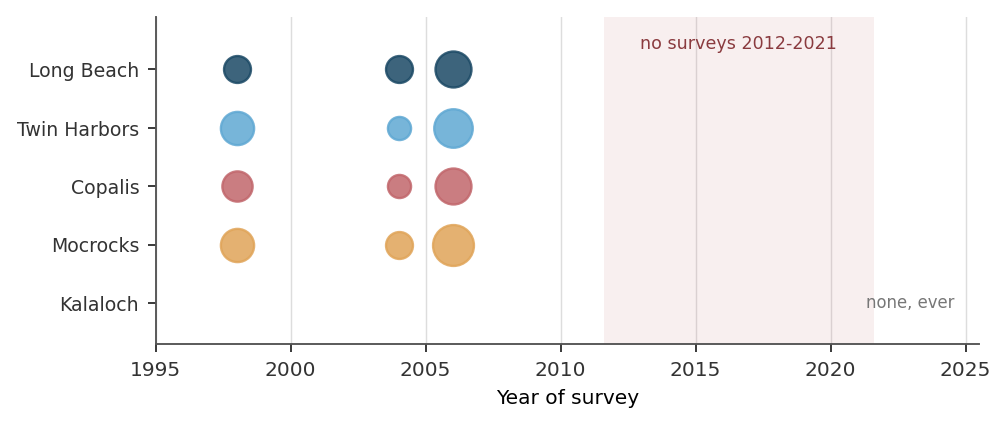 no surveys 2012-2021
Long Beach
Twin Harbors
Copalis
Mocrocks
Kalaloch
none, ever
1995 2000 2005 2010 2015 2020 2025
Year of survey